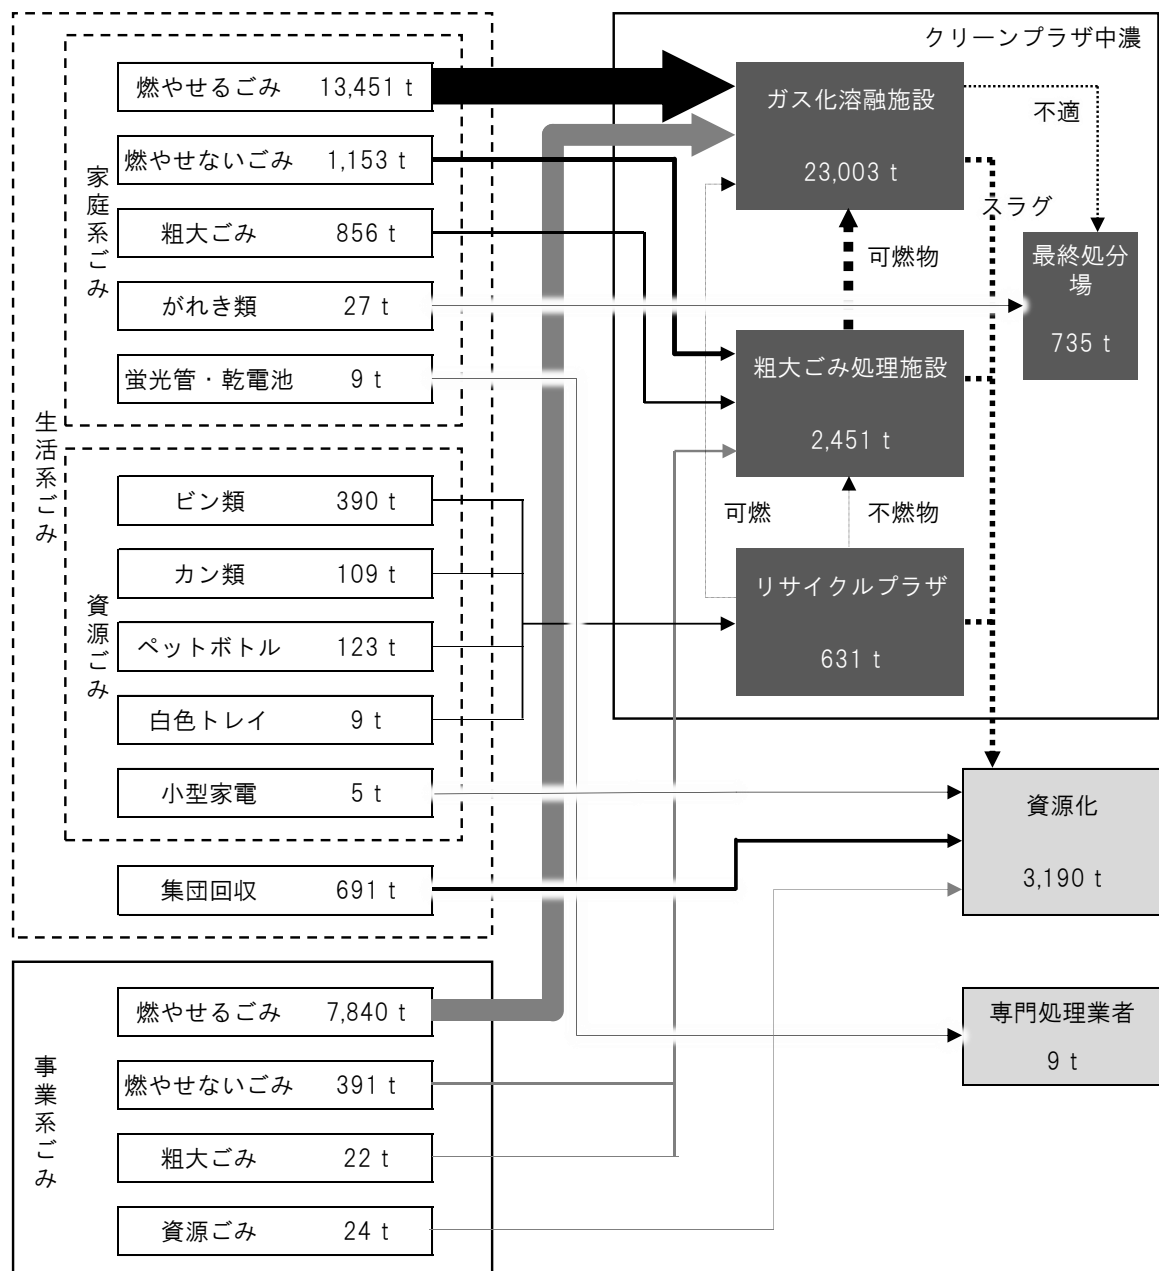 生活系ごみ
家庭系ごみ
燃やせるごみ 13,451 t
燃やせないごみ 1,153 t
粗大ごみ 856 t
がれき類 27 t
蛍光管・乾電池 9 t
資源ごみ
ビン類 390 t
カン類 109 t
ペットボトル 123 t
白色トレイ 9 t
小型家電 5 t
集団回収 691 t
事業系ごみ
燃やせるごみ 7,840 t
燃やせないごみ 391 t
粗大ごみ 22 t
資源ごみ 24 t
クリーンプラザ中濃
ガス化溶融施設
23,003 t
不適
スラグ
可燃物
最終処分
場
735 t
粗大ごみ処理施設
2,451 t
可燃
不燃物
リサイクルプラザ
631 t
資源化
3,190 t
専門処理業者
9 t